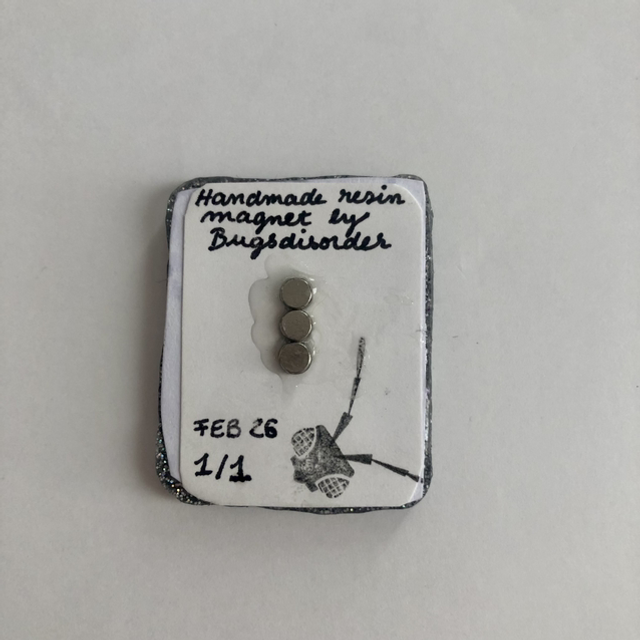 Handmade resin
magnet by
Bugsdisorder
FEB 26
1/1